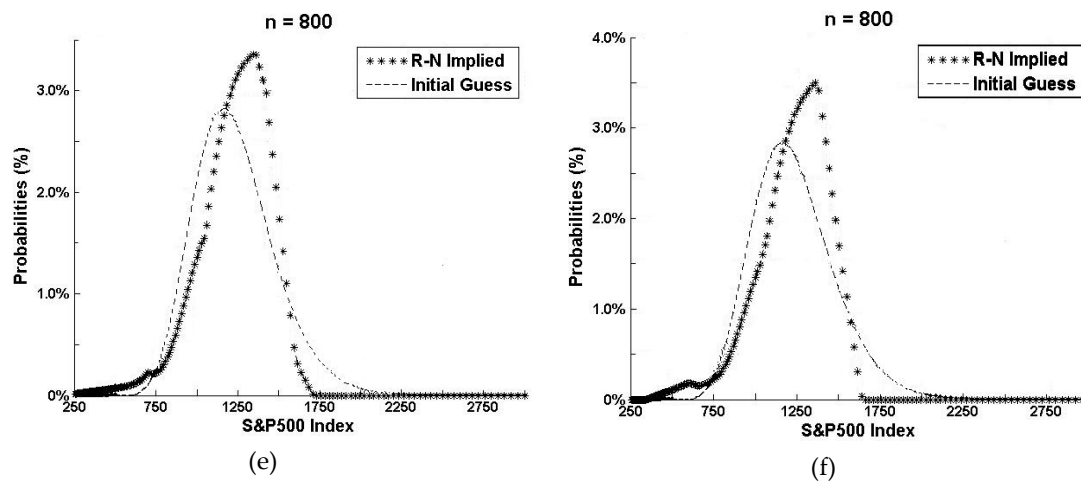 n = 800
**** R-N Implied
----- Initial Guess
Probabilities (%)
3.0%
2.0%
1.0%
0%
250 750 1250 1750 2250 2750
S&P500 Index
(e)
n = 800
**** R-N Implied
----- Initial Guess
Probabilities (%)
4.0%
3.0%
2.0%
1.0%
0%
250 750 1250 1750 2250 2750
S&P500 Index
(f)